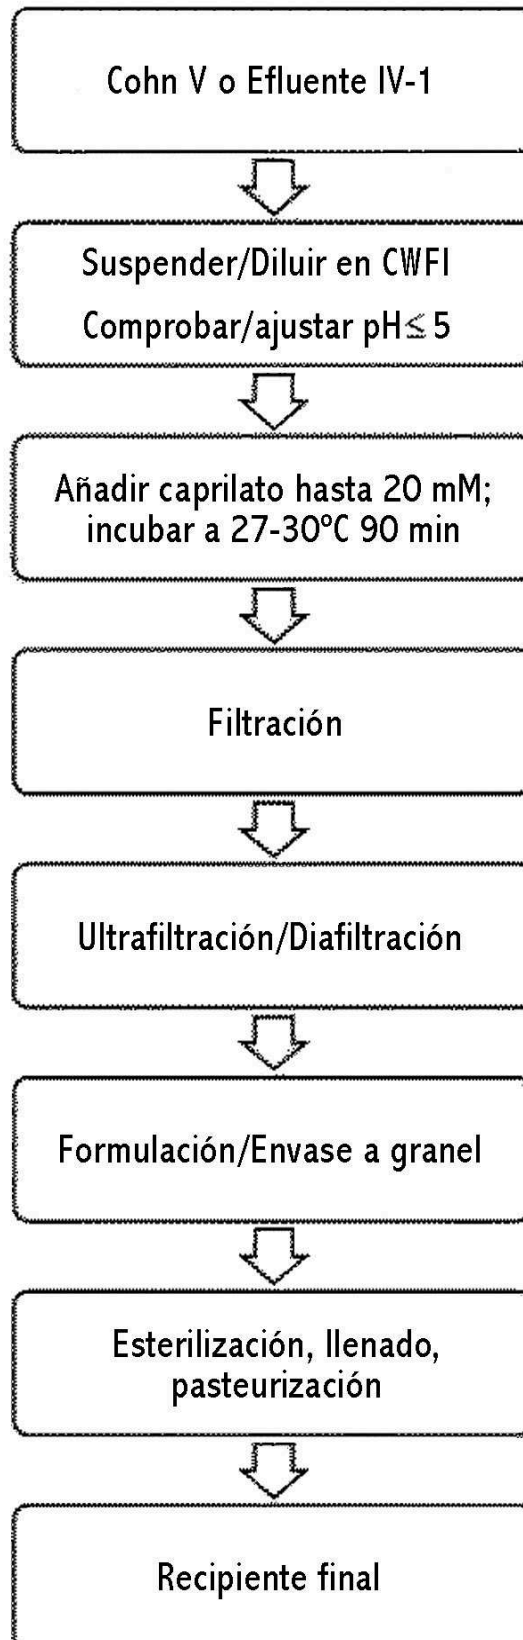 Cohn V o Efluente IV-1
Suspender/Diluir en CWFI
Comprobar/ajustar pH≤5
Añadir caprilato hasta 20 mM;
incubar a 27-30ºC 90 min
Filtración
Ultrafiltración/Diafiltración
Formulación/Envase a granel
Esterilización, llenado,
pasteurización
Recipiente final